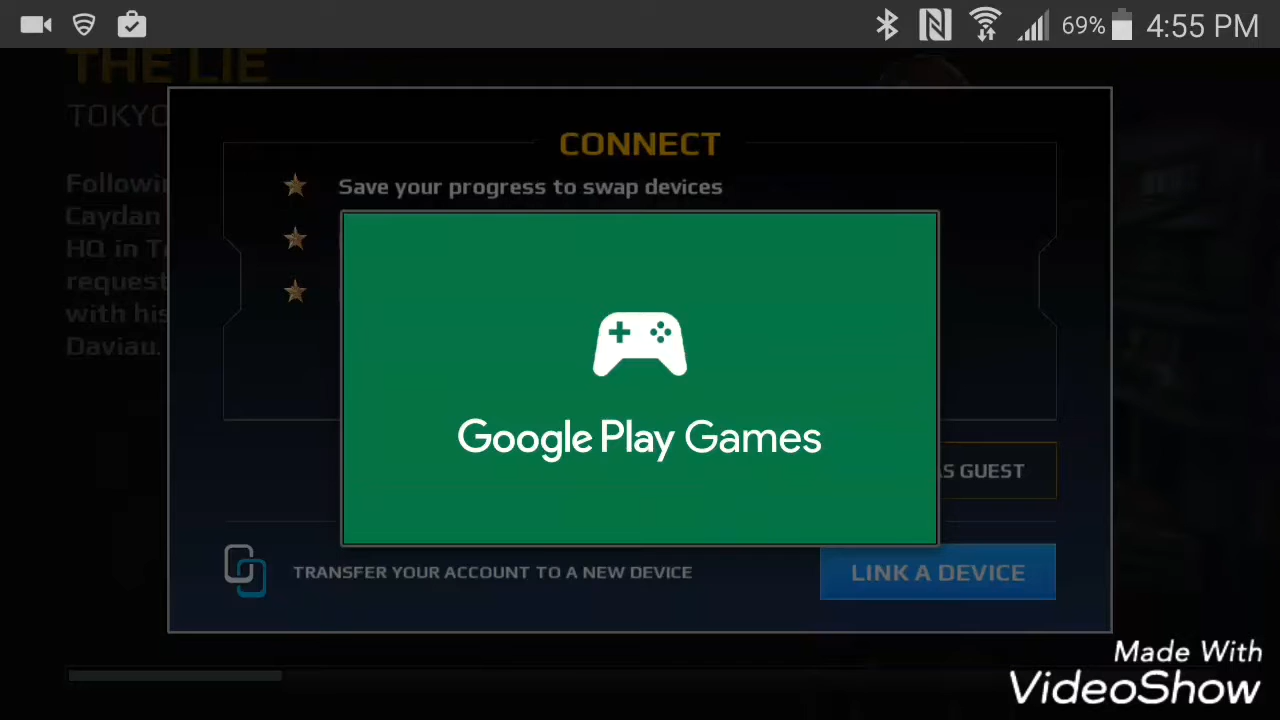 69% 4:55 PM
THE LIE
TOKYO
CONNECT
Save your progress to swap devices
Caydan
HQ in
request
with his
Daviau.
Google Play Games
AS GUEST
TRANSFER YOUR ACCOUNT TO A NEW DEVICE
LINK A DEVICE
Made With
VideoShow